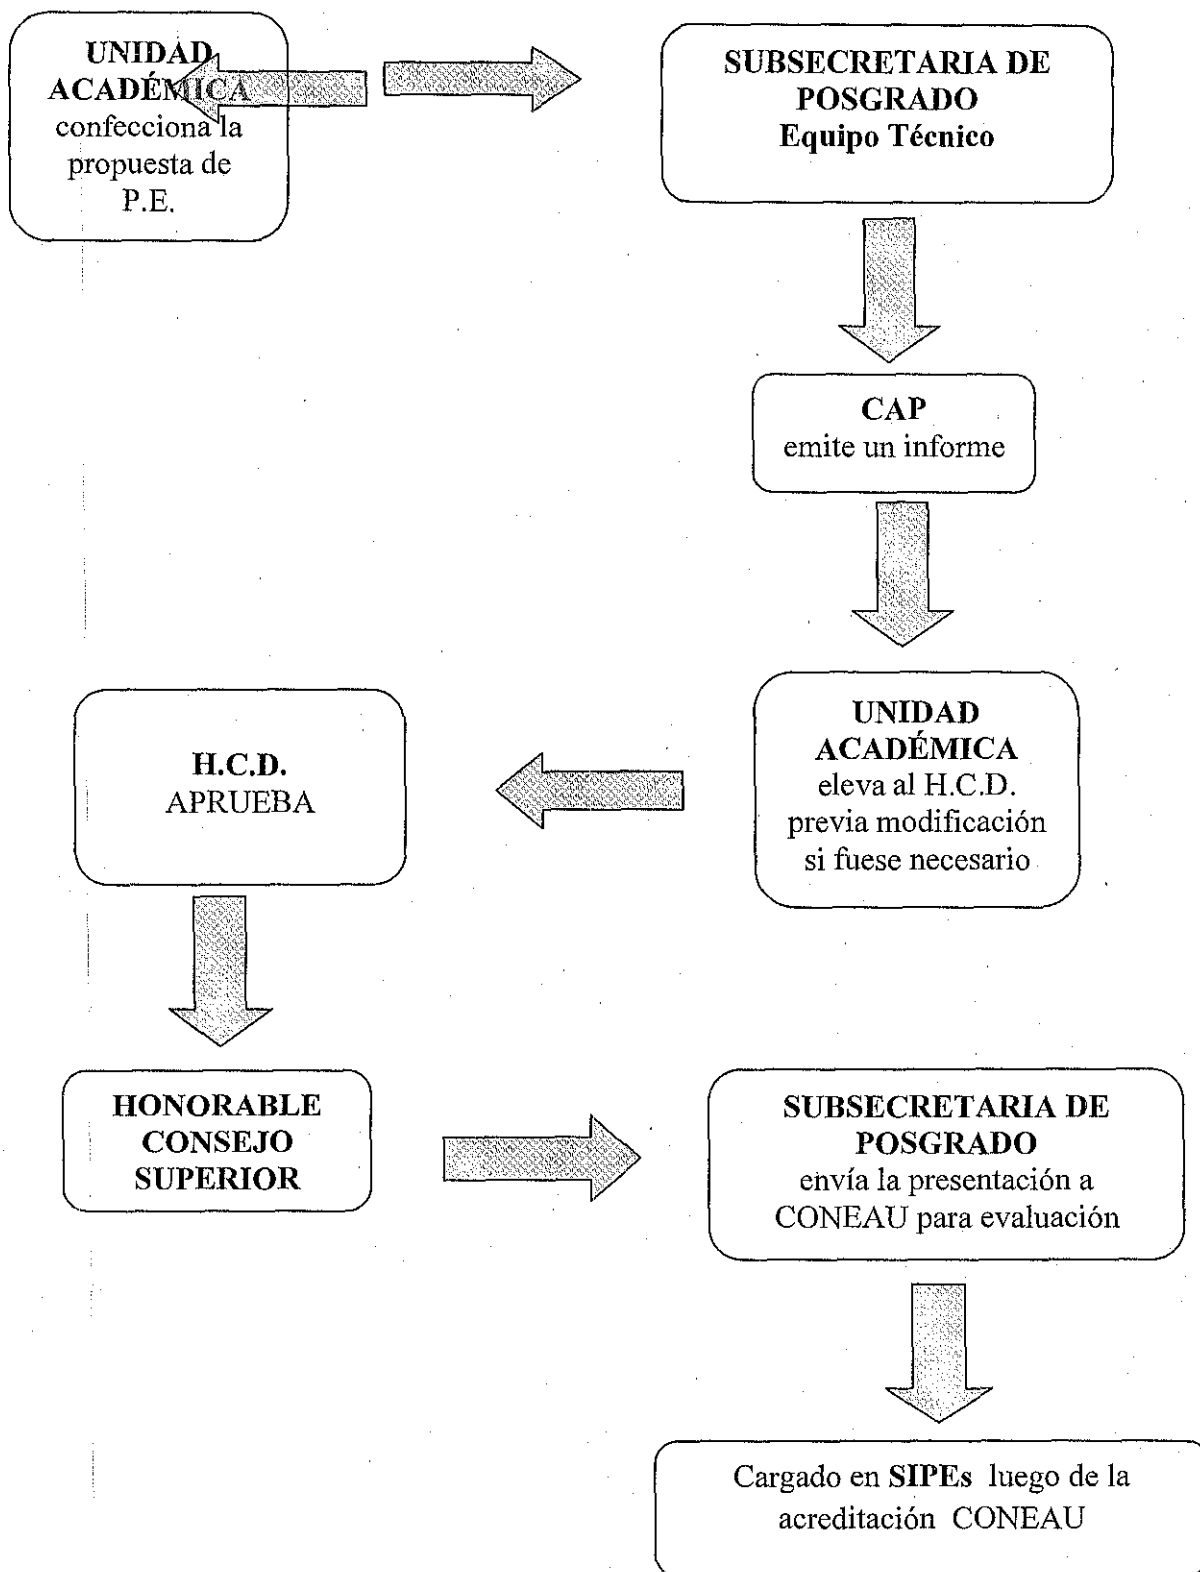 UNIDAD
ACADÉMICA
confecciona la
propuesta de
P.E.
SUBSECRETARIA DE
POSGRADO
Equipo Técnico
CAP
emite un informe
UNIDAD
ACADÉMICA
eleva al H.C.D.
previa modificación
si fuese necesario
H.C.D.
APRUEBA
HONORABLE
CONSEJO
SUPERIOR
SUBSECRETARIA DE
POSGRADO
envía la presentación a
CONEAU para evaluación
Cargado en SIPEs luego de la
acreditación CONEAU